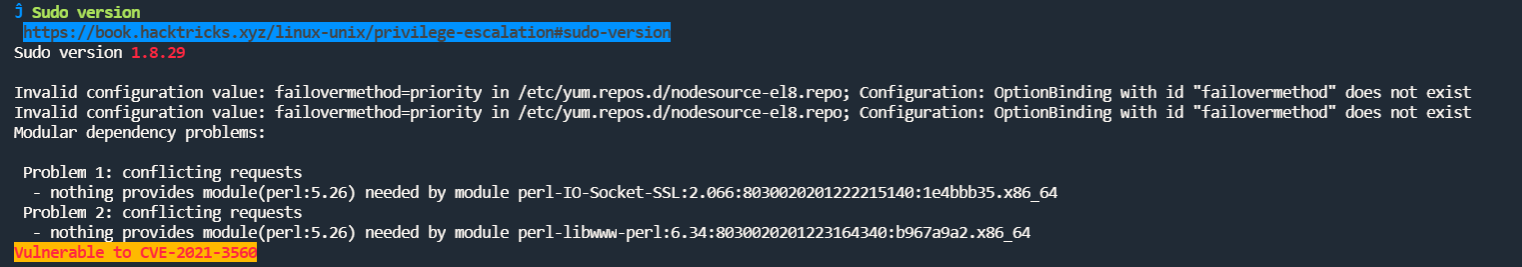 Ĵ Sudo version
https://book.hacktricks.xyz/linux-unix/privilege-escalation#sudo-version
Sudo version 1.8.29
Invalid configuration value: failovermethod=priority in /etc/yum.repos.d/nodesource-el8.repo; Configuration: OptionBinding with id "failovermethod" does not exist
Invalid configuration value: failovermethod=priority in /etc/yum.repos.d/nodesource-el8.repo; Configuration: OptionBinding with id "failovermethod" does not exist
Modular dependency problems:
Problem 1: conflicting requests
- nothing provides module(perl:5.26) needed by module perl-IO-Socket-SSL:2.066:8030020201222215140:1e4bbb35.x86_64
Problem 2: conflicting requests
- nothing provides module(perl:5.26) needed by module perl-libwww-perl:6.34:8030020201223164340:b967a9a2.x86_64
Vulnerable to CVE-2021-3560